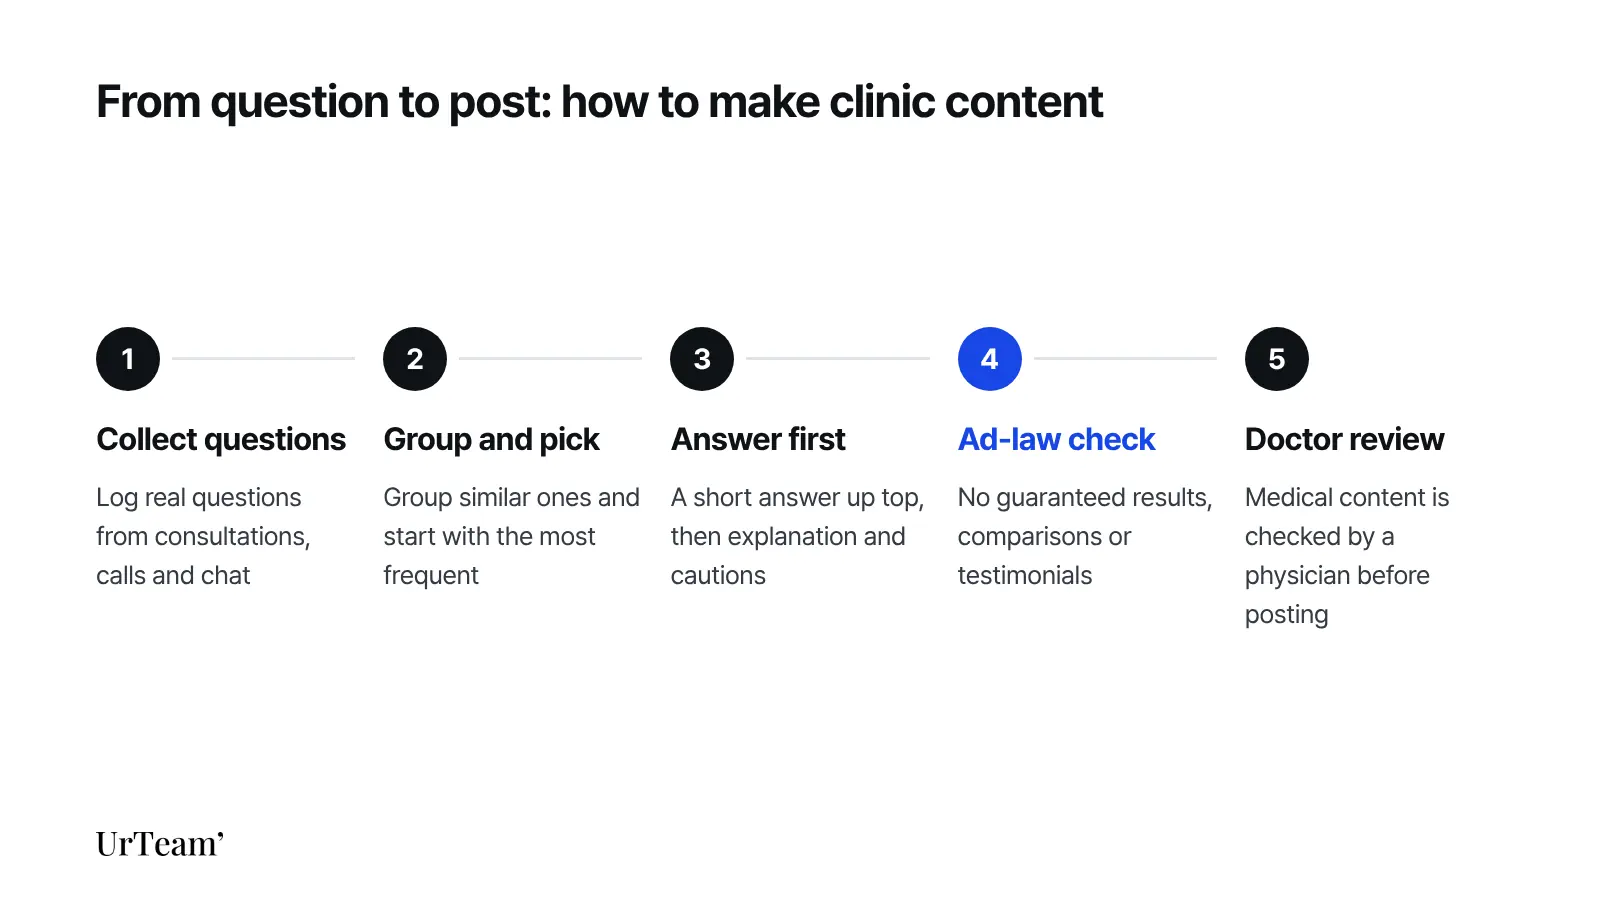 From question to post: how to make clinic content
1
Collect questions
Log real questions
from consultations,
calls and chat
2
Group and pick
Group similar ones and
start with the most
frequent
3
Answer first
A short answer up top,
then explanation and
cautions
4
Ad-law check
No guaranteed results,
comparisons or
testimonials
5
Doctor review
Medical content is
checked by a
physician before
posting
UrTeam’